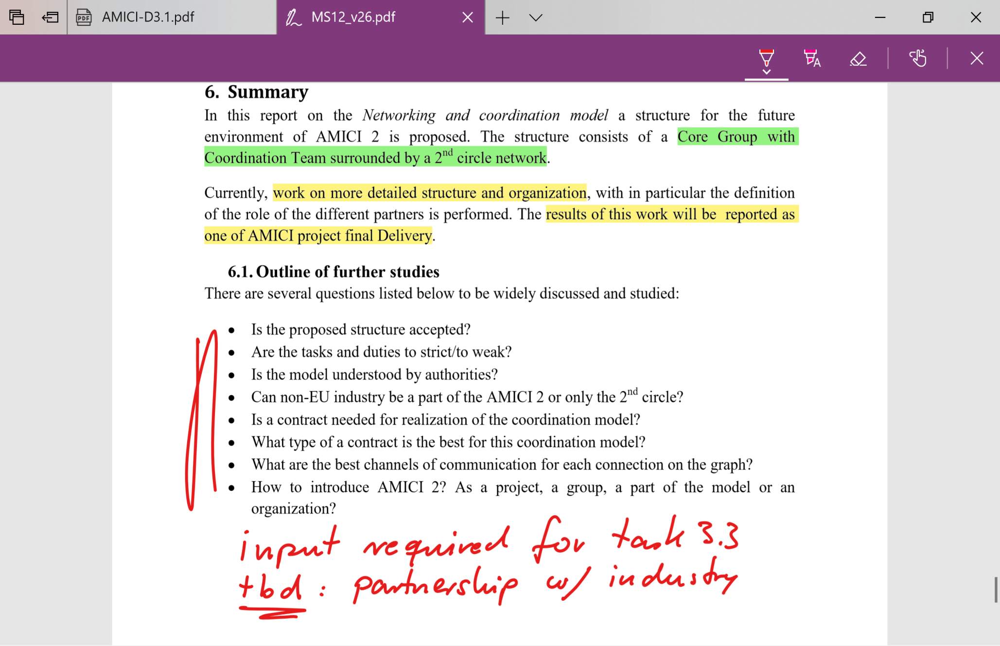 AMICI-D3.1.pdf
MS12_v26.pdf
6. Summary
In this report on the Networking and coordination model a structure for the future
environment of AMICI 2 is proposed. The structure consists of a Core Group with
Coordination Team surrounded by a 2nd circle network.
Currently, work on more detailed structure and organization, with in particular the definition
of the role of the different partners is performed. The results of this work will be reported as
one of AMICI project final Delivery.
6.1. Outline of further studies
There are several questions listed below to be widely discussed and studied:
• Is the proposed structure accepted?
• Are the tasks and duties to strict/to weak?
• Is the model understood by authorities?
• Can non-EU industry be a part of the AMICI 2 or only the 2nd circle?
• Is a contract needed for realization of the coordination model?
• What type of a contract is the best for this coordination model?
• What are the best channels of communication for each connection on the graph?
• How to introduce AMICI 2? As a project, a group, a part of the model or an
organization?
input required for task 3.3
tbd: partnership w/ industry